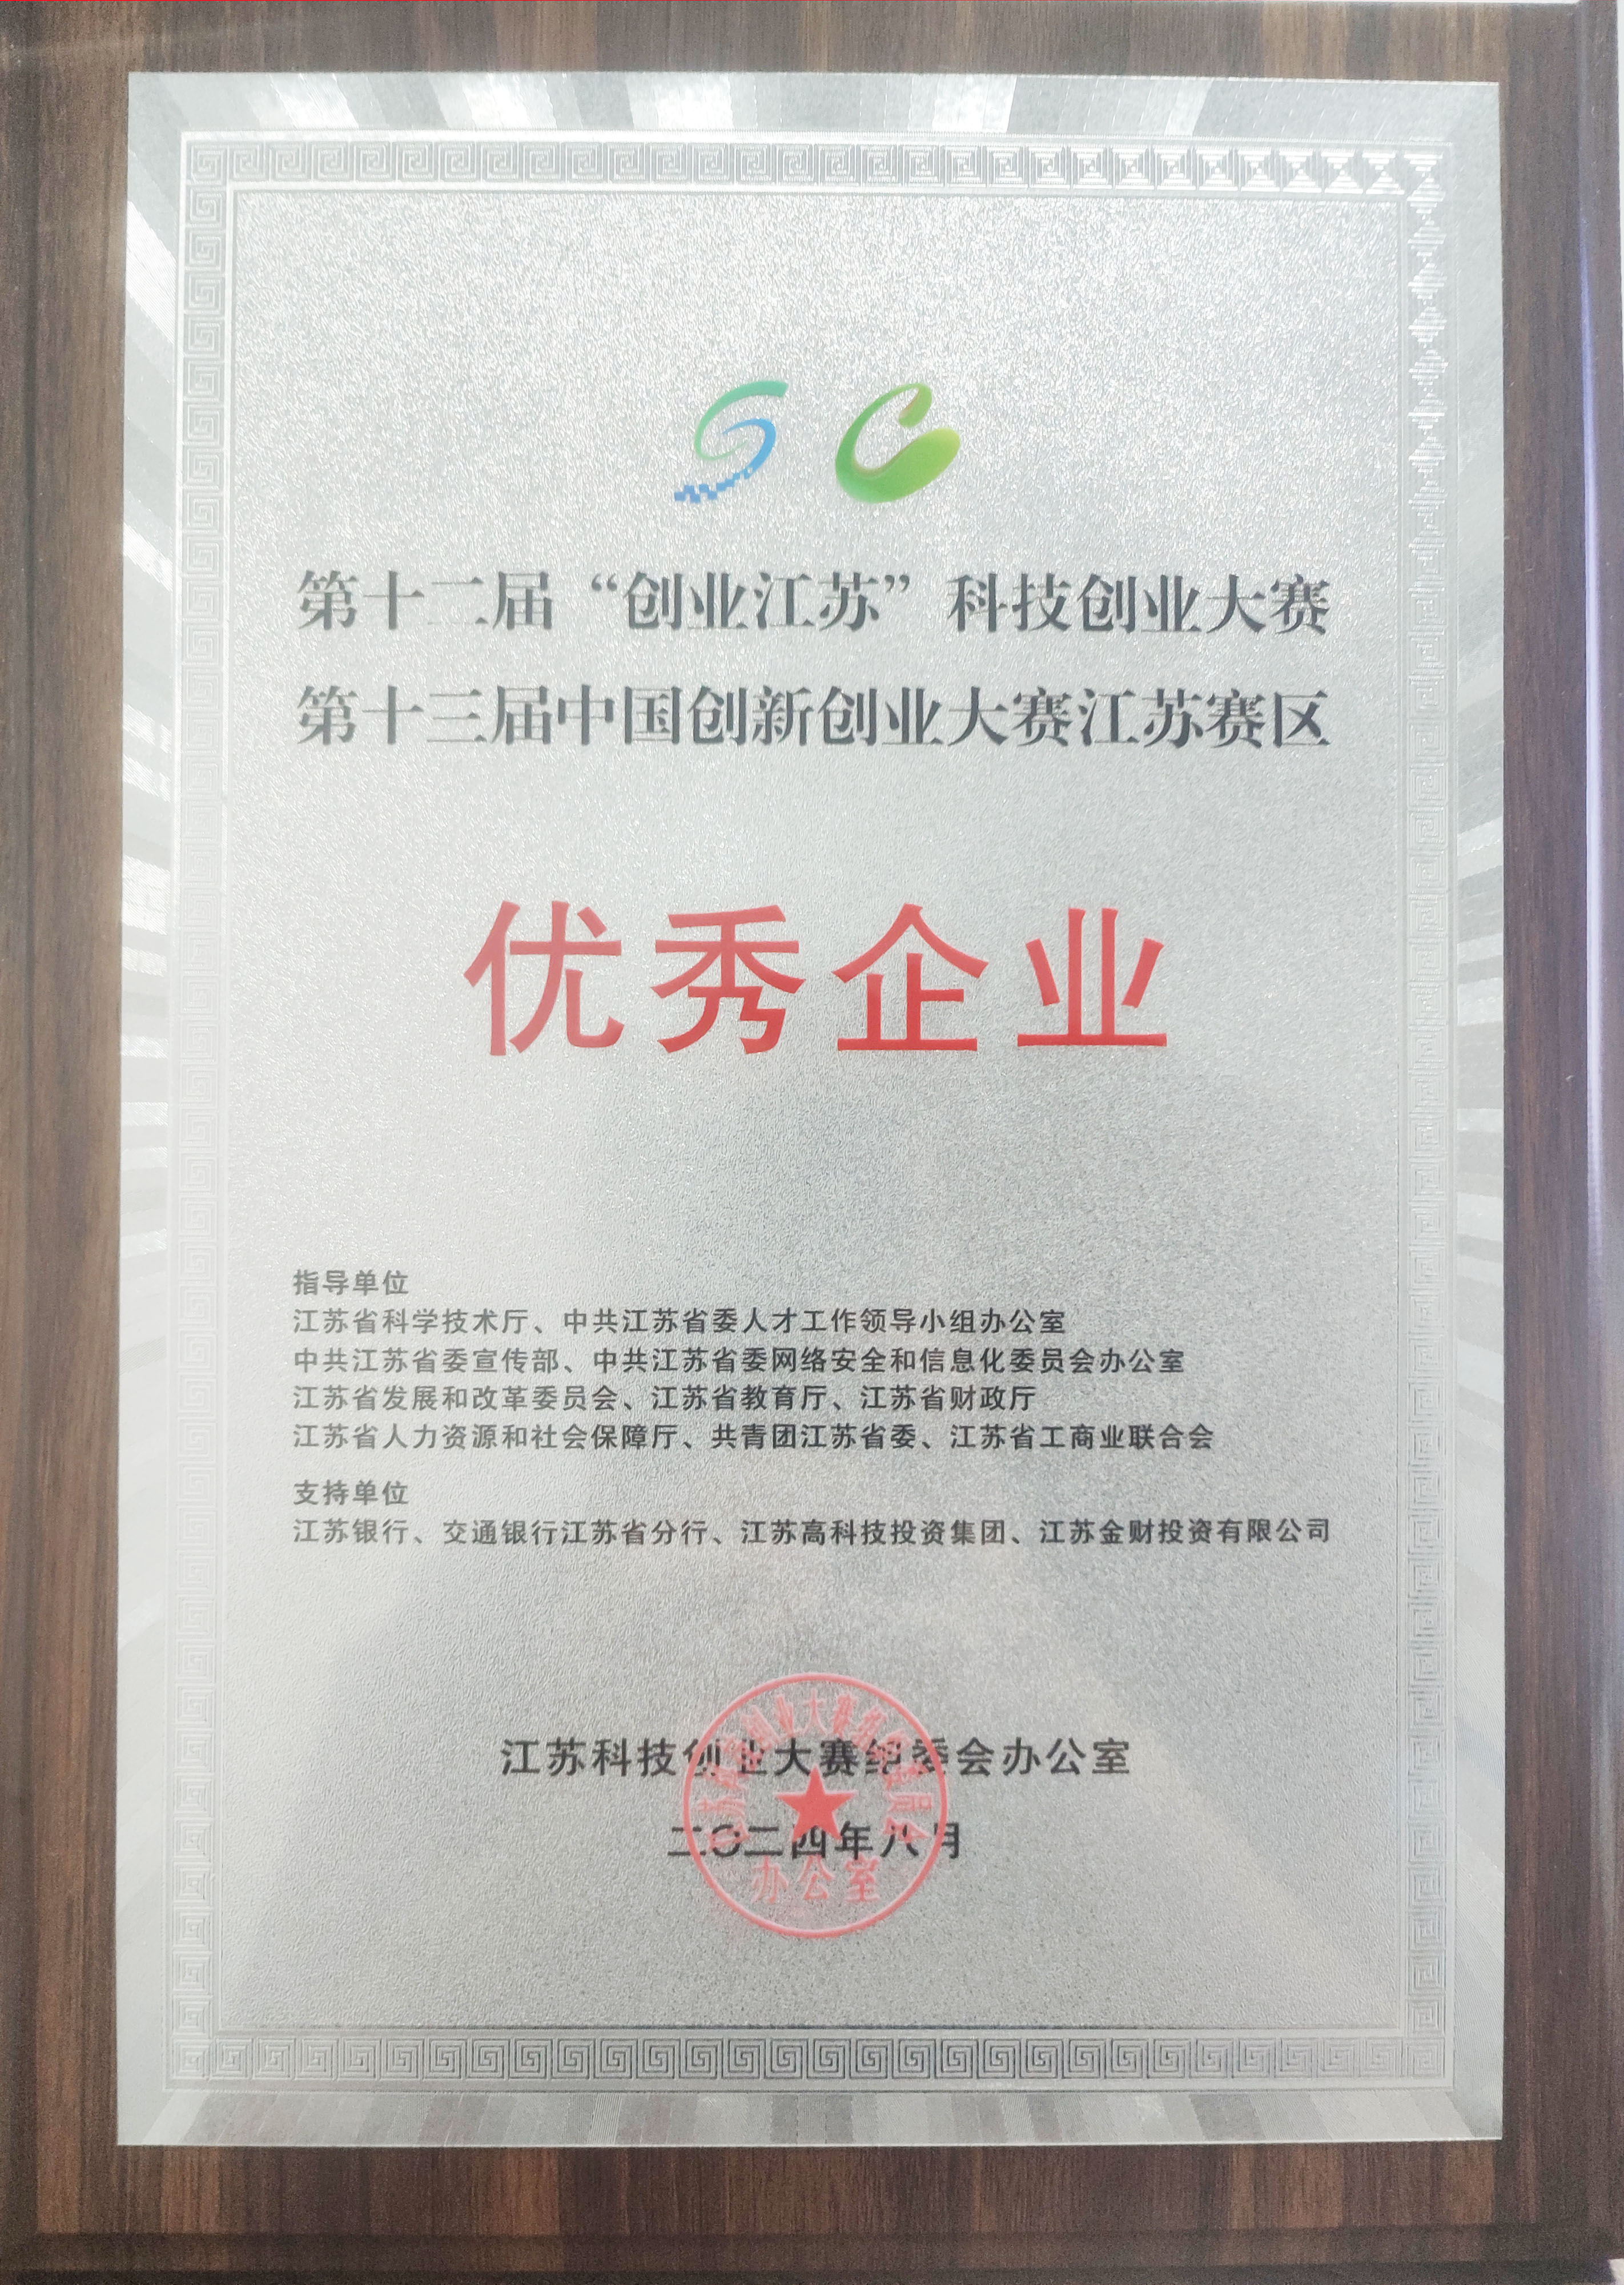 第十二届“创业江苏”科技创业大赛
第十三届中国创新创业大赛江苏赛区
优秀企业
指导单位
江苏省科学技术厅、中共江苏省委人才工作领导小组办公室
中共江苏省委宣传部、中共江苏省委网络安全和信息化委员会办公室
江苏省发展和改革委员会、江苏省教育厅、江苏省财政厅
江苏省人力资源和社会保障厅、共青团江苏省委、江苏省工商业联合会
支持单位
江苏银行、交通银行江苏省分行、江苏高科技投资集团、江苏金财投资有限公司
江苏科技创业大赛组委会办公室
二〇二四年八月
办公室